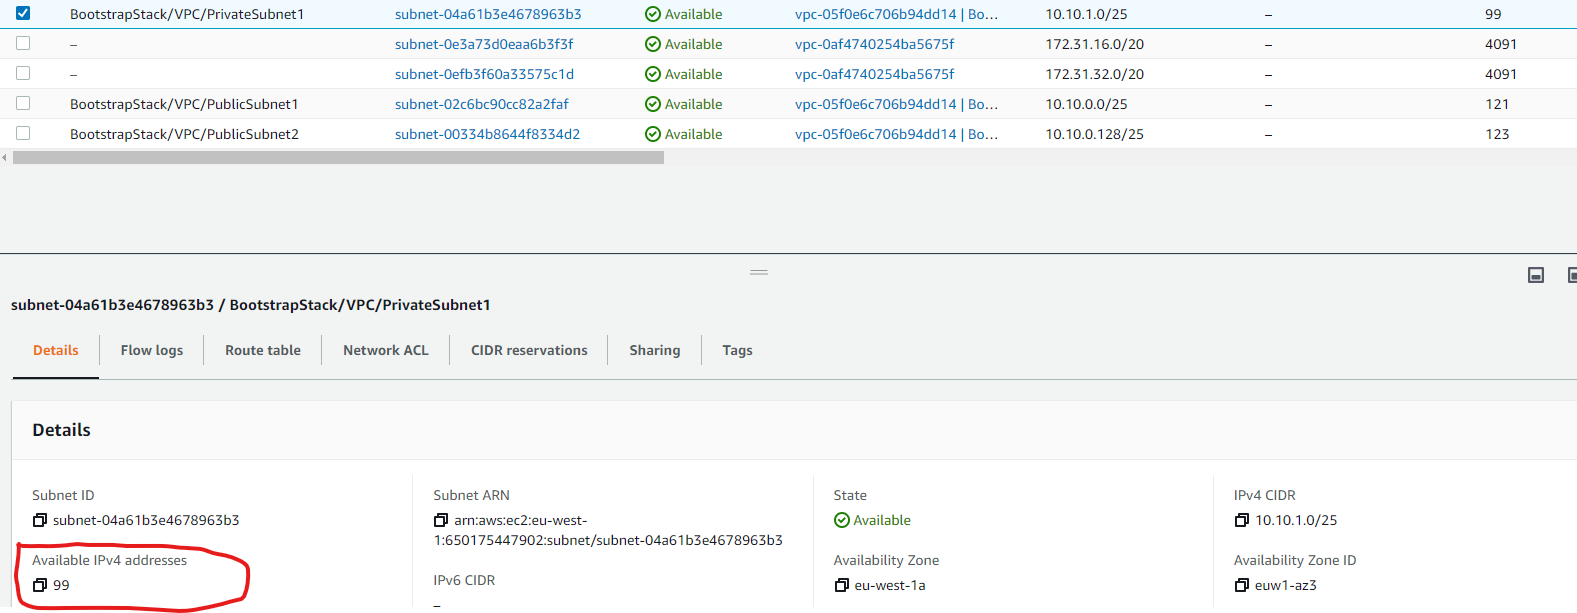 BootstrapStack/VPC/PrivateSubnet1 subnet-04a61b3e4678963b3 Available vpc-05f0e6c706b94dd14 | Bo... 10.10.1.0/25 – 99
– subnet-0e3a73d0eaa6b3f3f Available vpc-0af4740254ba5675f 172.31.16.0/20 – 4091
– subnet-0efb3f60a33575c1d Available vpc-0af4740254ba5675f 172.31.32.0/20 – 4091
BootstrapStack/VPC/PublicSubnet1 subnet-02c6bc90cc82a2faf Available vpc-05f0e6c706b94dd14 | Bo... 10.10.0.0/25 – 121
BootstrapStack/VPC/PublicSubnet2 subnet-00334b8644f8334d2 Available vpc-05f0e6c706b94dd14 | Bo... 10.10.0.128/25 – 123
subnet-04a61b3e4678963b3 / BootstrapStack/VPC/PrivateSubnet1
Details Flow logs Route table Network ACL CIDR reservations Sharing Tags
Details
Subnet ID
subnet-04a61b3e4678963b3
Available IPv4 addresses
99
Subnet ARN
arn:aws:ec2:eu-west-
1:650175447902:subnet/subnet-04a61b3e4678963b3
IPv6 CIDR
–
State
Available
Availability Zone
eu-west-1a
IPv4 CIDR
10.10.1.0/25
Availability Zone ID
euw1-az3